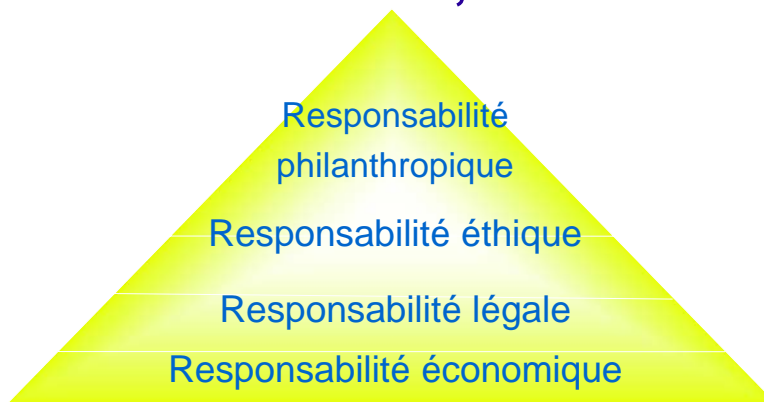 Responsabilité
philanthropique
Responsabilité éthique
Responsabilité légale
Responsabilité économique